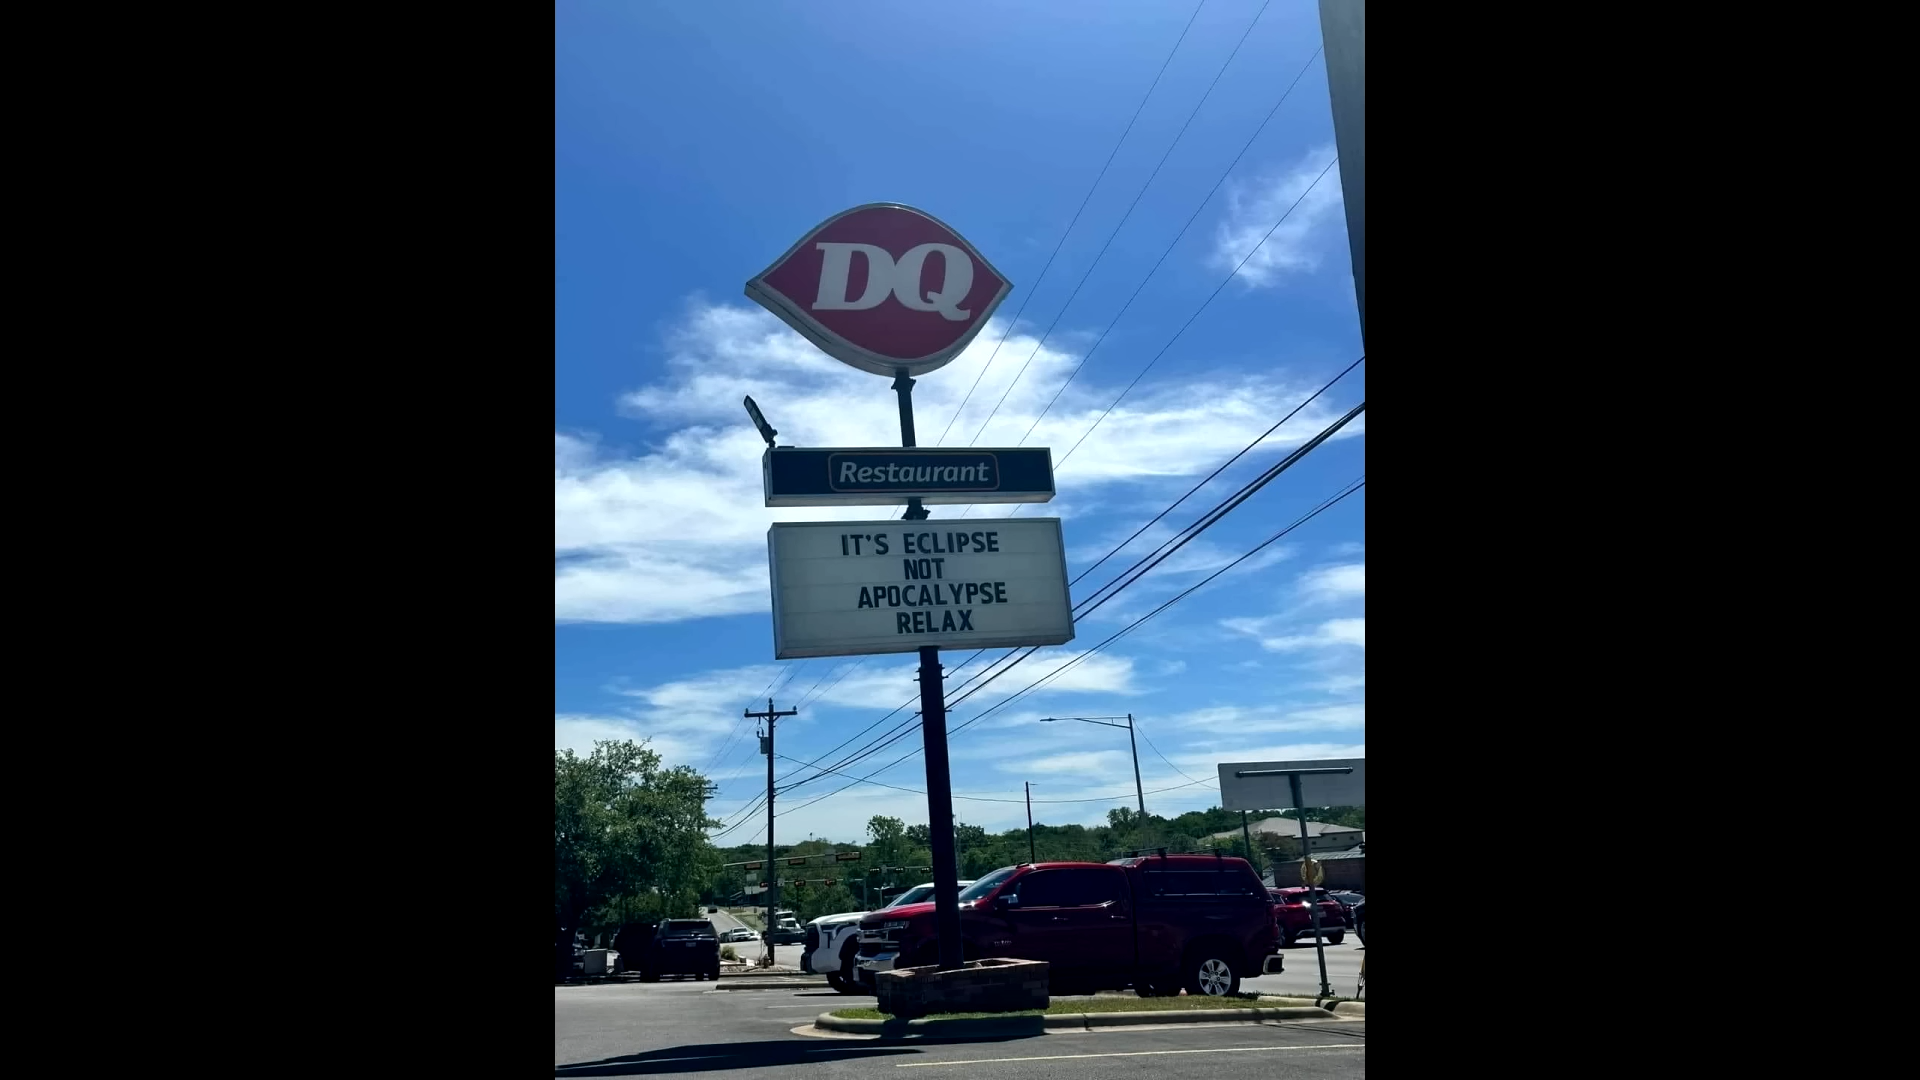 DQ
Restaurant
IT'S ECLIPSE
NOT
APOCALYPSE
RELAX